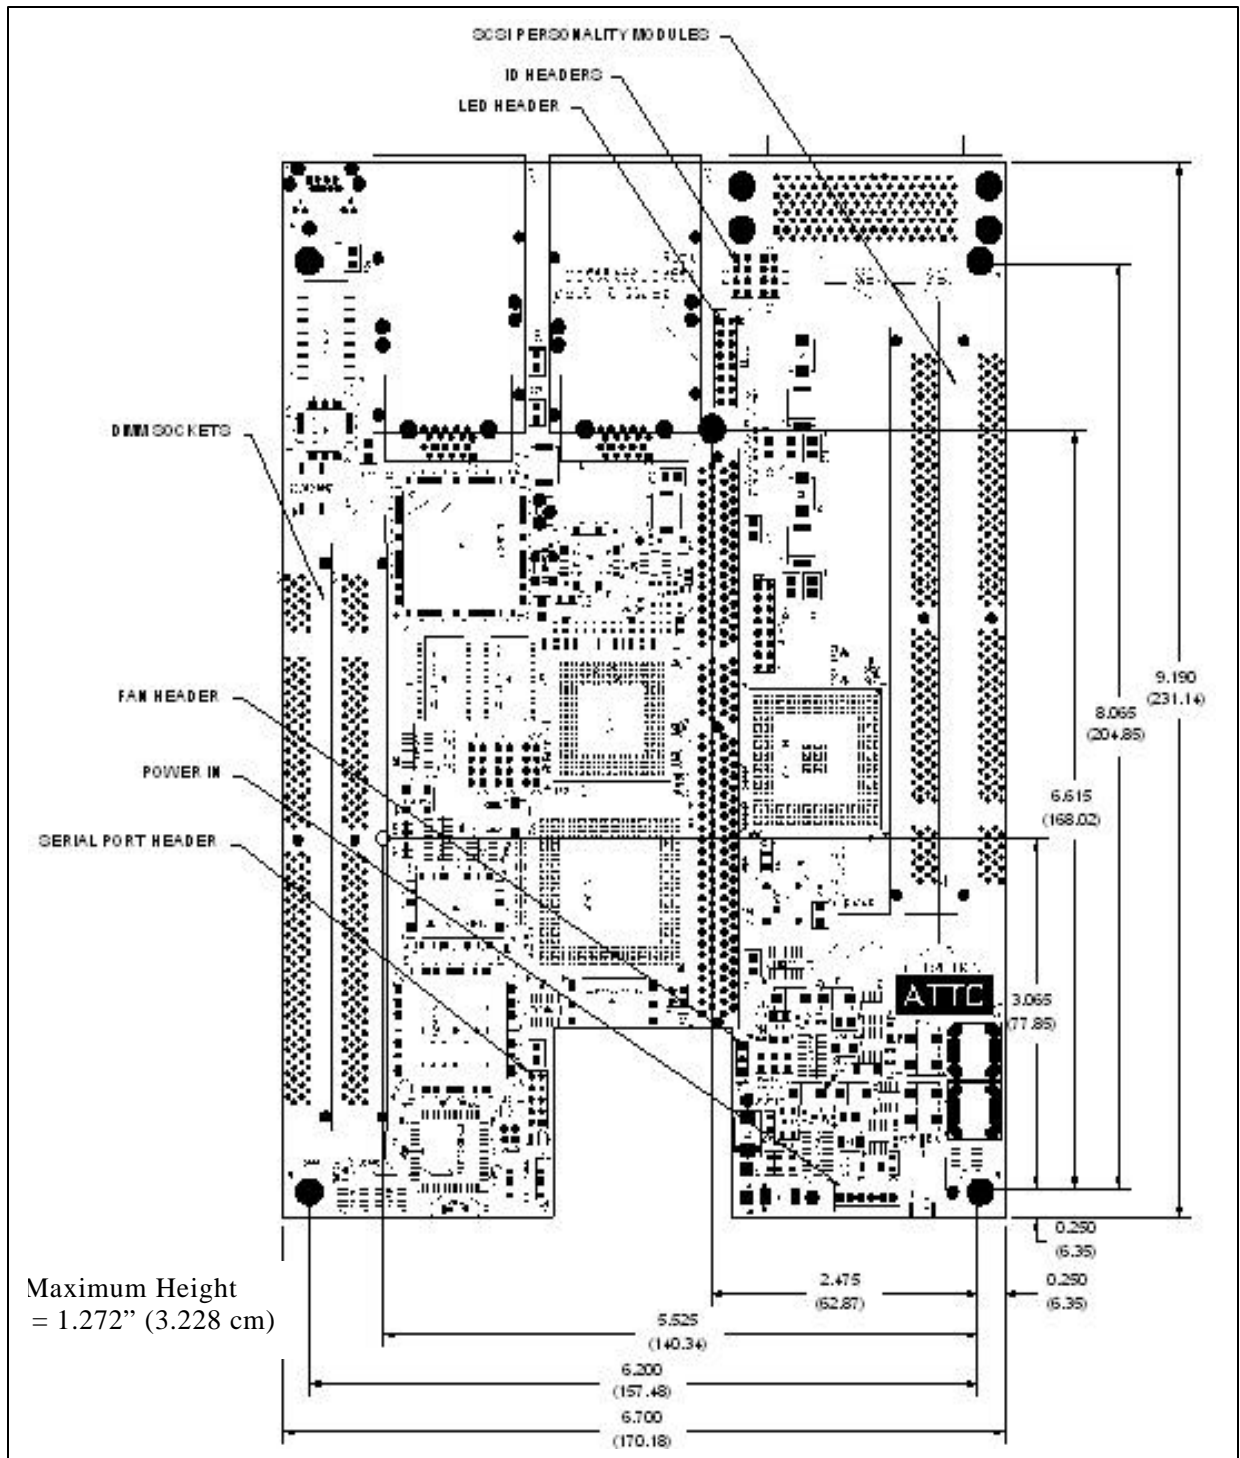 SCSI PERSONALITY MODULES
ID HEADERS
LED HEADER
DIMM SOCKETS
FAN HEADER
POWER IN
SERIAL PORT HEADER
9.190
(231.14)
8.065
(204.85)
6.615
(168.02)
ATTC
3.065
(77.85)
0.250
(6.35)
2.475
(62.87)
0.250
(6.35)
Maximum Height
= 1.272” (3.228 cm)
5.525
(140.34)
6.200
(157.48)
6.700
(170.18)